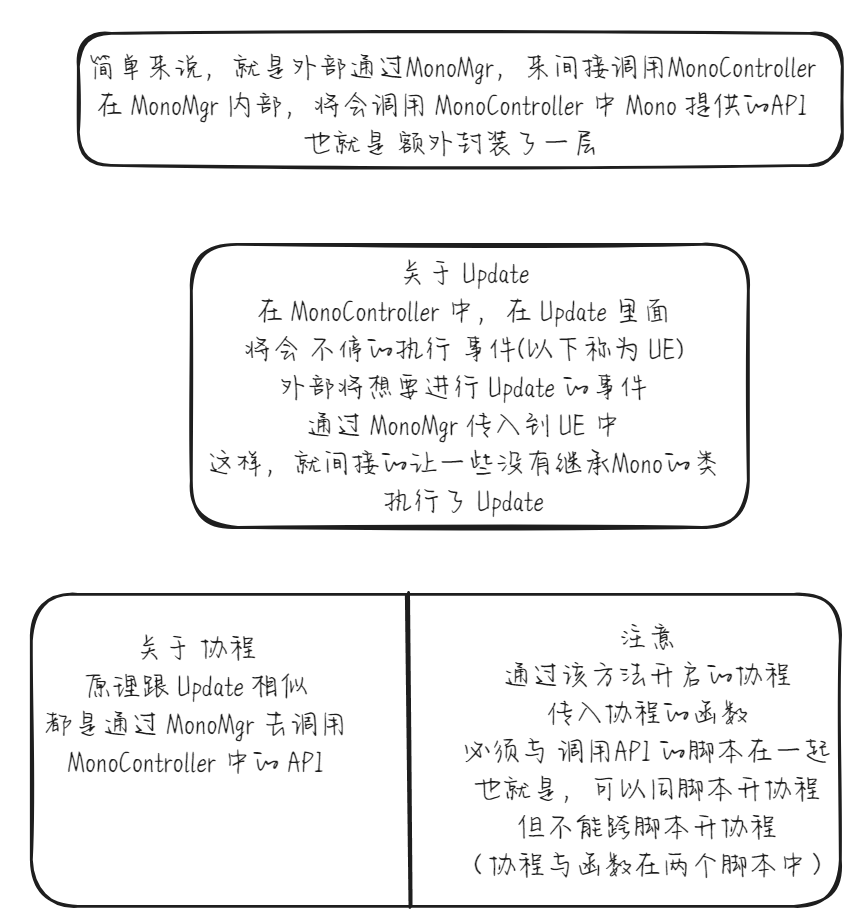 简单来说，就是外部通过MonoMgr，来间接调用MonoController
在 MonoMgr 内部，将会调用 MonoController 中 Mono 提供的API
也就是 额外封装了一层
关于 Update
在 MonoController 中，在 Update 里面
将会 不停的执行 事件(以下称为 UE)
外部将想要进行 Update 的事件
通过 MonoMgr 传入到 UE 中
这样，就间接的让一些没有继承Mono的类
执行了 Update
关于 协程
原理跟 Update 相似
都是通过 MonoMgr 去调用
MonoController 中的 API
注意
通过该方法开启的协程
传入协程的函数
必须与 调用API 的脚本在一起
也就是，可以同脚本开协程
但不能跨脚本开协程
（协程与函数在两个脚本中）